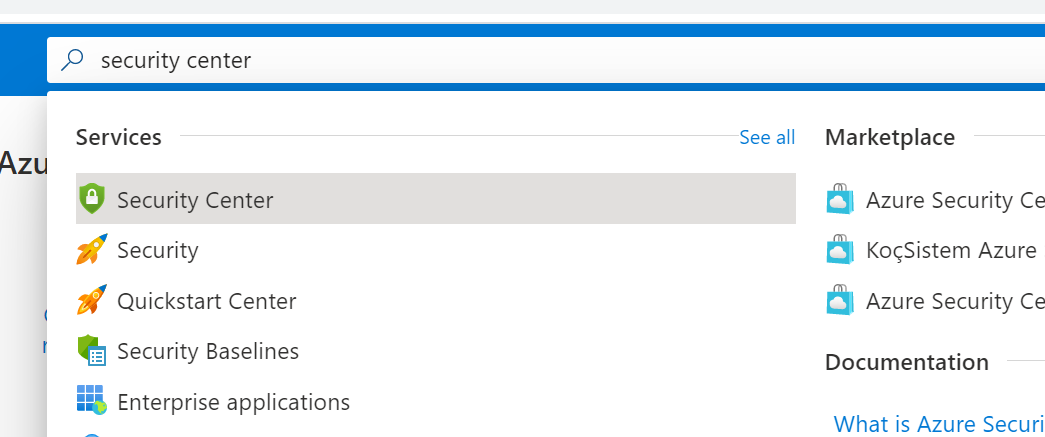 security center
Services
See all
Security Center
Security
Quickstart Center
Security Baselines
Enterprise applications
Marketplace
Azure Security Ce
KoçSistem Azure
Azure Security Ce
Documentation
What is Azure Securi
Azu